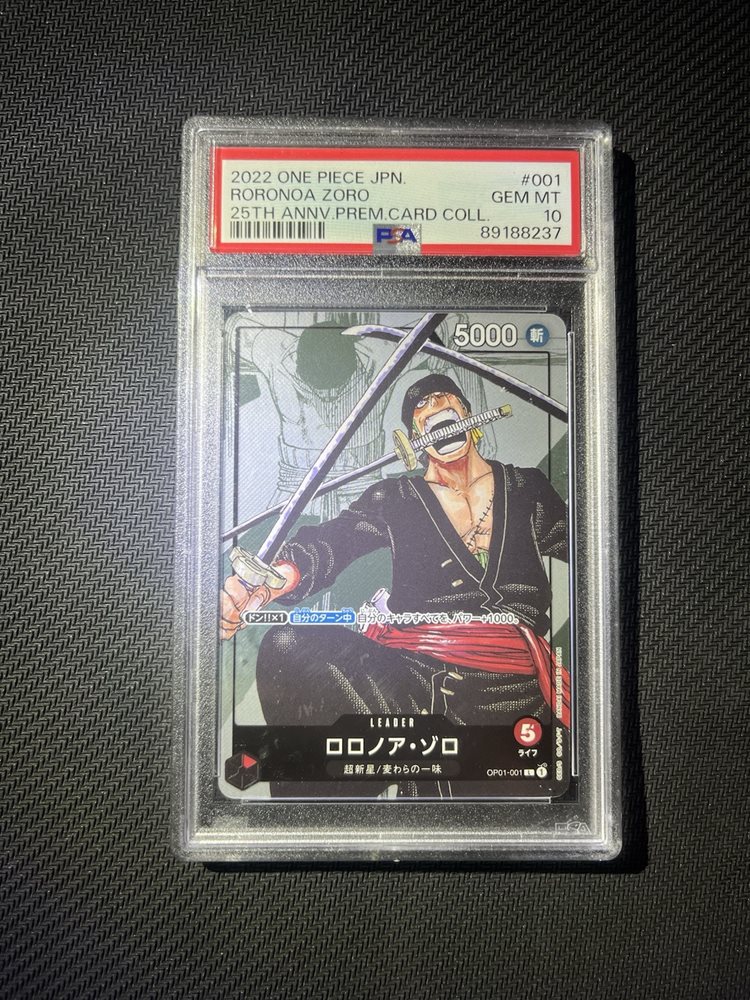 2022 ONE PIECE JPN. #001
RORONOA ZORO GEM MT
25TH ANNV.PREM.CARD COLL. 10
PSA 89188237
5000 斬
ドン!!×1 自分のターン中 自分のキャラすべてを、パワー+1000。
LEADER
ロロノア・ゾロ
5
ライフ
超新星/麦わらの一味
OP01-001 L 1
PSA